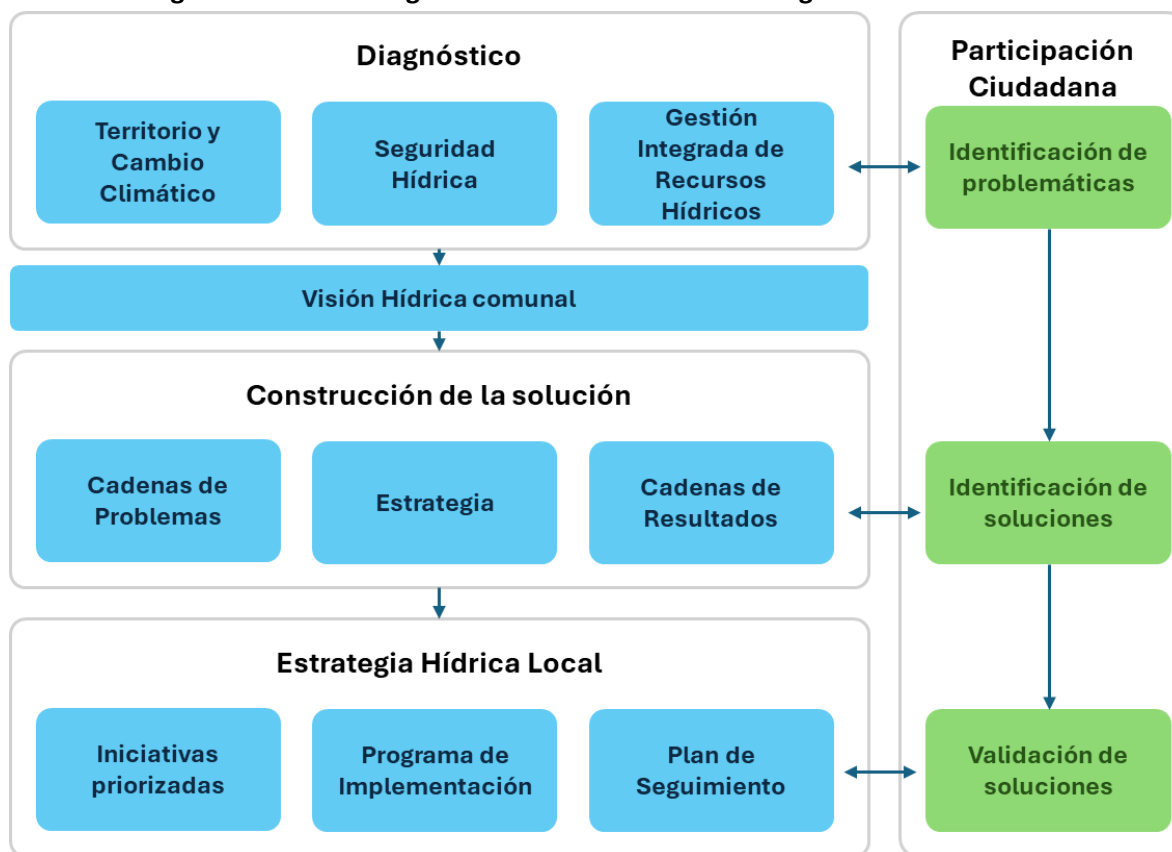 Diagnóstico
Territorio y
Cambio
Climático
Seguridad
Hídrica
Gestión
Integrada de
Recursos
Hídricos
Participación
Ciudadana
Identificación de
problemáticas
Visión Hídrica comunal
Construcción de la solución
Cadenas de
Problemas
Estrategia
Cadenas de
Resultados
Identificación de
soluciones
Estrategia Hídrica Local
Iniciativas
priorizadas
Programa de
Implementación
Plan de
Seguimiento
Validación de
soluciones